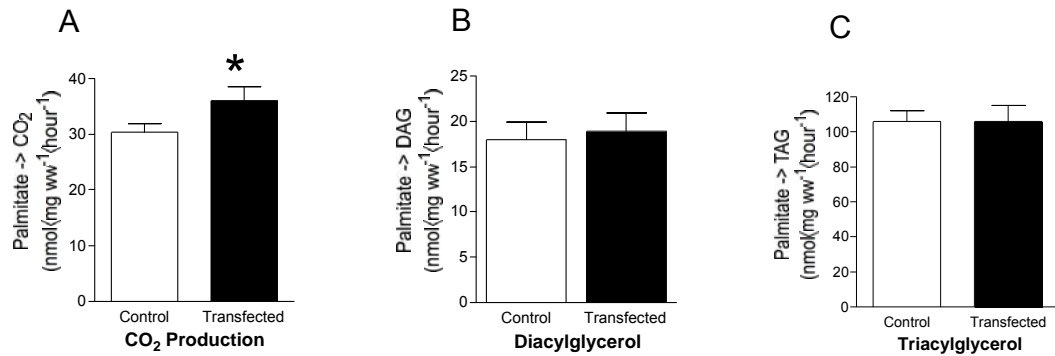 A
Palmitate -> CO₂
(nmol(mg ww⁻¹(hour⁻¹)
40
30
20
10
0
*
Control
Transfected
CO₂ Production
B
Palmitate -> DAG
(nmol(mg ww⁻¹(hour⁻¹)
25
20
15
10
5
0
Control
Transfected
Diacylglycerol
C
Palmitate -> TAG
(nmol(mg ww⁻¹(hour⁻¹)
120
100
80
60
40
20
0
Control
Transfected
Triacylglycerol